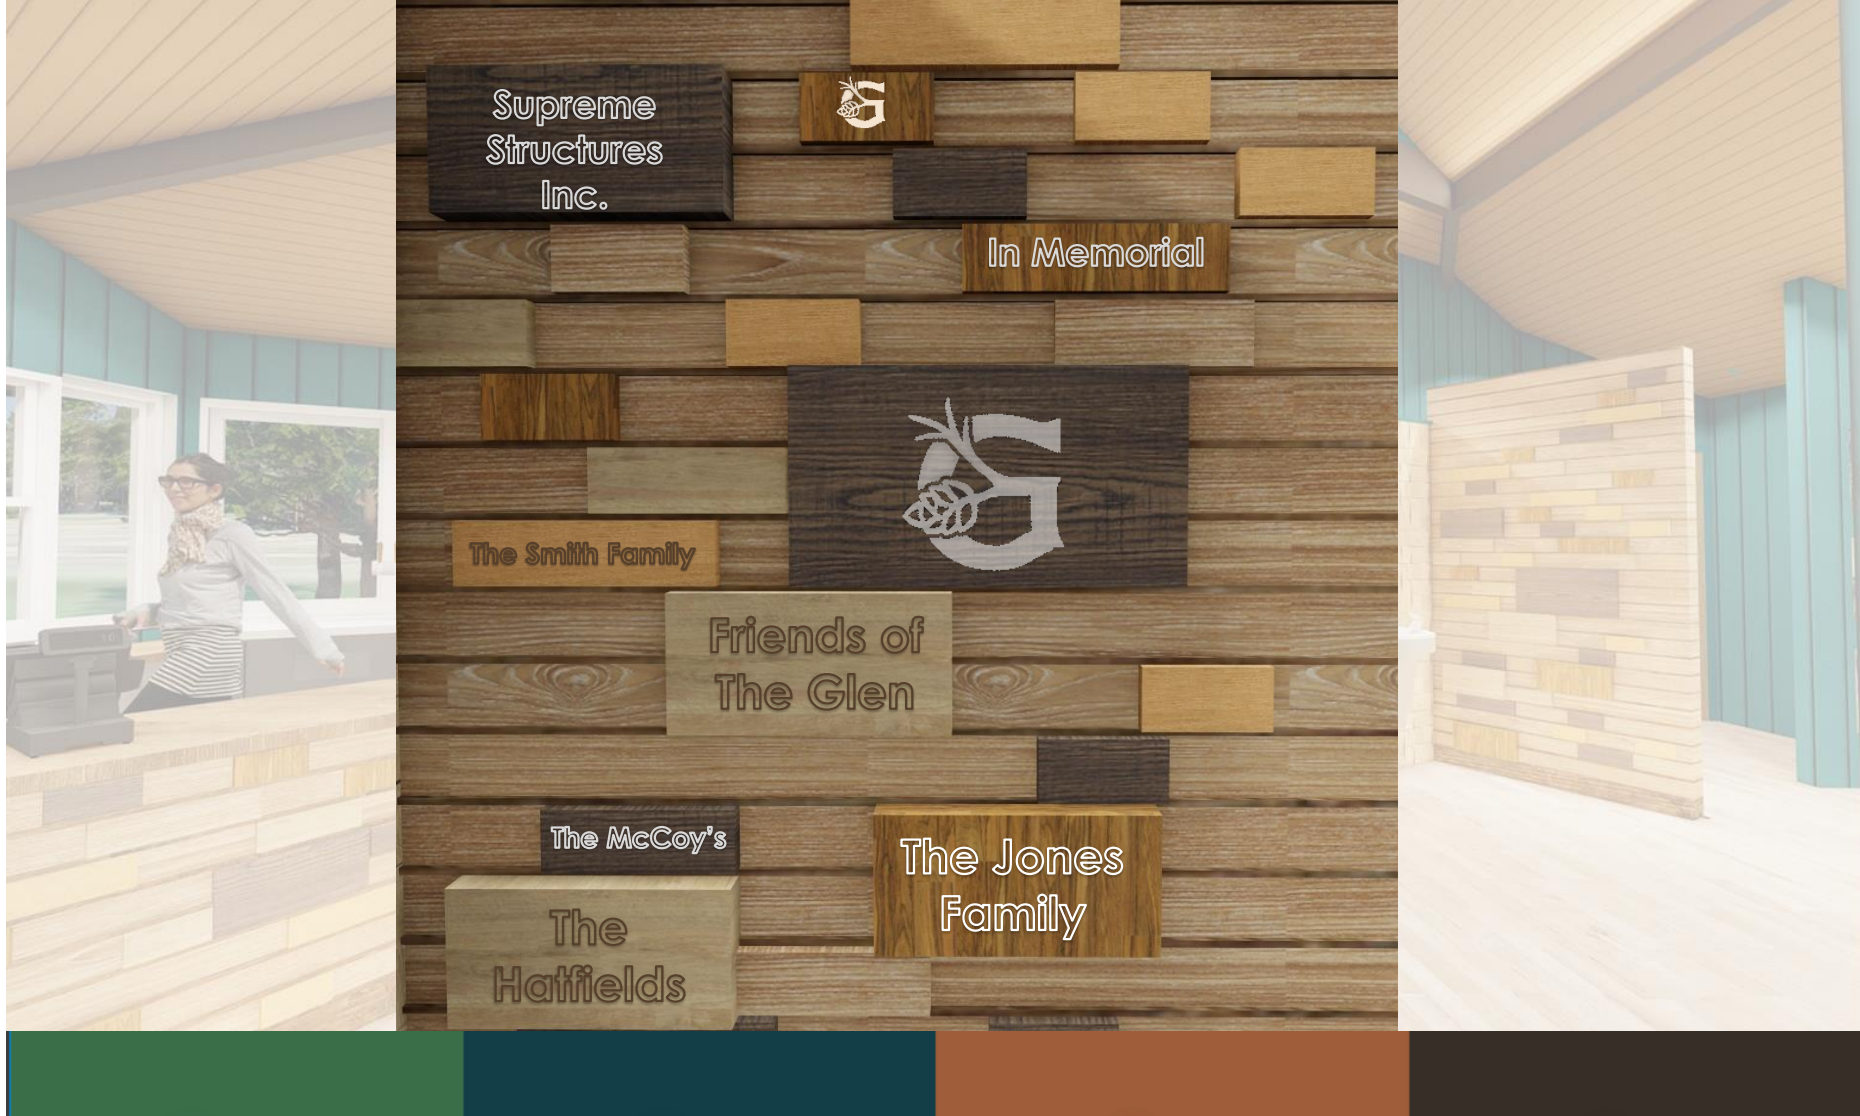 Supreme
Structures
Inc.
G
In Memorial
G
The Smith Family
Friends of
The Glen
The McCoy's
The Jones
Family
The
Hatfields